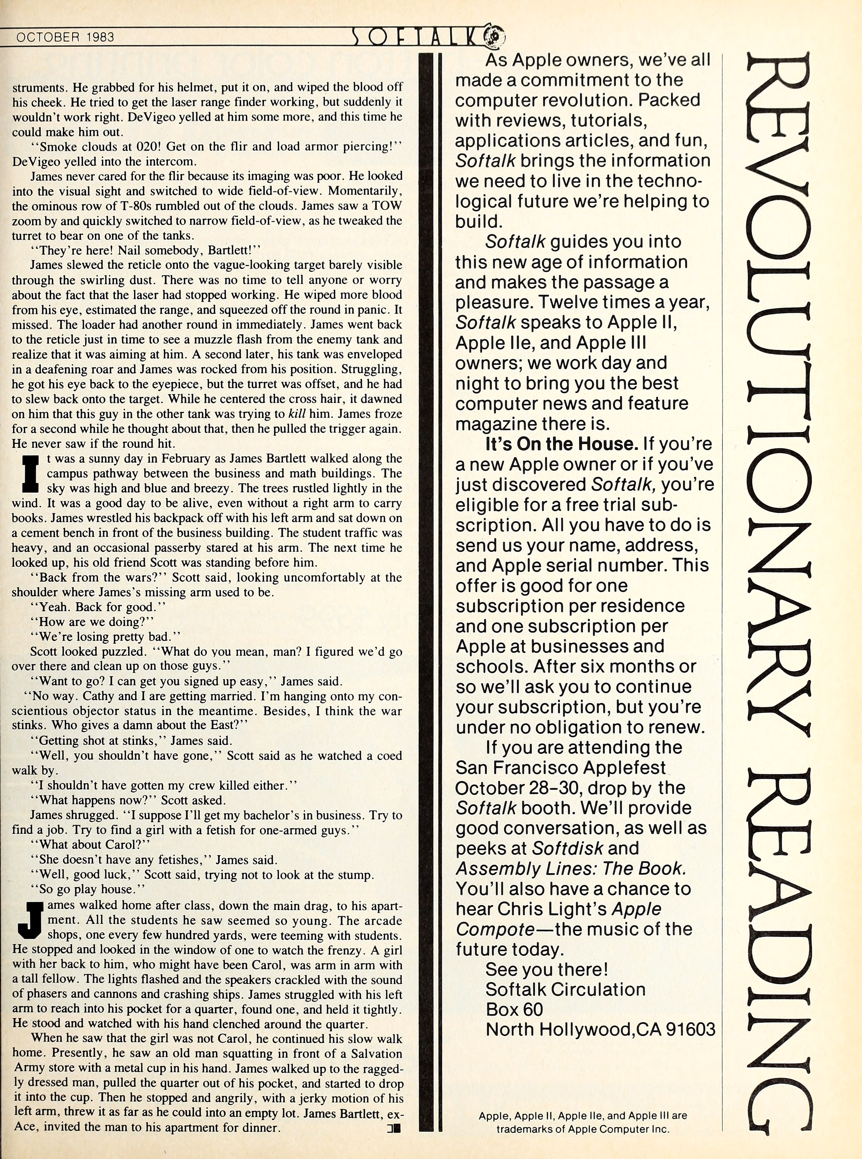 OCTOBER 1983
SOFTALK
struments. He grabbed for his helmet, put it on, and wiped the blood off
his cheek. He tried to get the laser range finder working, but suddenly it
wouldn't work right. DeVigeo yelled at him some more, and this time he
could make him out.
"Smoke clouds at 020! Get on the flir and load armor piercing!"
DeVigeo yelled into the intercom.
James never cared for the flir because its imaging was poor. He looked
into the visual sight and switched to wide field-of-view. Momentarily,
the ominous row of T-80s rumbled out of the clouds. James saw a TOW
zoom by and quickly switched to narrow field-of-view, as he tweaked the
turret to bear on one of the tanks.
"They're here! Nail somebody, Bartlett!"
James slewed the reticle onto the vague-looking target barely visible
through the swirling dust. There was no time to tell anyone or worry
about the fact that the laser had stopped working. He wiped more blood
from his eye, estimated the range, and squeezed off the round in panic. It
missed. The loader had another round in immediately. James went back
to the reticle just in time to see a muzzle flash from the enemy tank and
realize that it was aiming at him. A second later, his tank was enveloped
in a deafening roar and James was rocked from his position. Struggling,
he got his eye back to the eyepiece, but the turret was offset, and he had
to slew back onto the target. While he centered the cross hair, it dawned
on him that this guy in the other tank was trying to kill him. James froze
for a second while he thought about that, then he pulled the trigger again.
He never saw if the round hit.
It was a sunny day in February as James Bartlett walked along the
campus pathway between the business and math buildings. The
sky was high and blue and breezy. The trees rustled lightly in the
wind. It was a good day to be alive, even without a right arm to carry
books. James wrestled his backpack off with his left arm and sat down on
a cement bench in front of the business building. The student traffic was
heavy, and an occasional passerby stared at his arm. The next time he
looked up, his old friend Scott was standing before him.
"Back from the wars?" Scott said, looking uncomfortably at the
shoulder where James's missing arm used to be.
"Yeah. Back for good."
"How are we doing?"
"We're losing pretty bad."
Scott looked puzzled. "What do you mean, man? I figured we'd go
over there and clean up on those guys."
"Want to go? I can get you signed up easy," James said.
"No way. Cathy and I are getting married. I'm hanging onto my con-
scientious objector status in the meantime. Besides, I think the war
stinks. Who gives a damn about the East?"
"Getting shot at stinks," James said.
"Well, you shouldn't have gone," Scott said as he watched a coed
walk by.
"I shouldn't have gotten my crew killed either."
"What happens now?" Scott asked.
James shrugged. "I suppose I'll get my bachelor's in business. Try to
find a job. Try to find a girl with a fetish for one-armed guys."
"What about Carol?"
"She doesn't have any fetishes," James said.
"Well, good luck," Scott said, trying not to look at the stump.
"So go play house."
James walked home after class, down the main drag, to his apart-
ment. All the students he saw seemed so young. The arcade
shops, one every few hundred yards, were teeming with students.
He stopped and looked in the window of one to watch the frenzy. A girl
with her back to him, who might have been Carol, was arm in arm with
a tall fellow. The lights flashed and the speakers crackled with the sound
of phasers and cannons and crashing ships. James struggled with his left
arm to reach into his pocket for a quarter, found one, and held it tightly.
He stood and watched with his hand clenched around the quarter.
When he saw that the girl was not Carol, he continued his slow walk
home. Presently, he saw an old man squatting in front of a Salvation
Army store with a metal cup in his hand. James walked up to the ragged-
ly dressed man, pulled the quarter out of his pocket, and started to drop
it into the cup. Then he stopped and angrily, with a jerky motion of his
left arm, threw it as far as he could into an empty lot. James Bartlett, ex-
Ace, invited the man to his apartment for dinner.
As Apple owners, we've all
made a commitment to the
computer revolution. Packed
with reviews, tutorials,
applications articles, and fun,
Softalk brings the information
we need to live in the techno-
logical future we're helping to
build.
Softalk guides you into
this new age of information
and makes the passage a
pleasure. Twelve times a year,
Softalk speaks to Apple II,
Apple IIe, and Apple III
owners; we work day and
night to bring you the best
computer news and feature
magazine there is.
It's On the House. If you're
a new Apple owner or if you've
just discovered Softalk, you're
eligible for a free trial sub-
scription. All you have to do is
send us your name, address,
and Apple serial number. This
offer is good for one
subscription per residence
and one subscription per
Apple at businesses and
schools. After six months or
so we'll ask you to continue
your subscription, but you're
under no obligation to renew.
If you are attending the
San Francisco Applefest
October 28–30, drop by the
Softalk booth. We'll provide
good conversation, as well as
peeks at Softdisk and
Assembly Lines: The Book.
You'll also have a chance to
hear Chris Light's Apple
Compote—the music of the
future today.
See you there!
Softalk Circulation
Box 60
North Hollywood,CA 91603
Apple, Apple II, Apple IIe, and Apple III are
trademarks of Apple Computer Inc.
REVOLUTIONARY READING